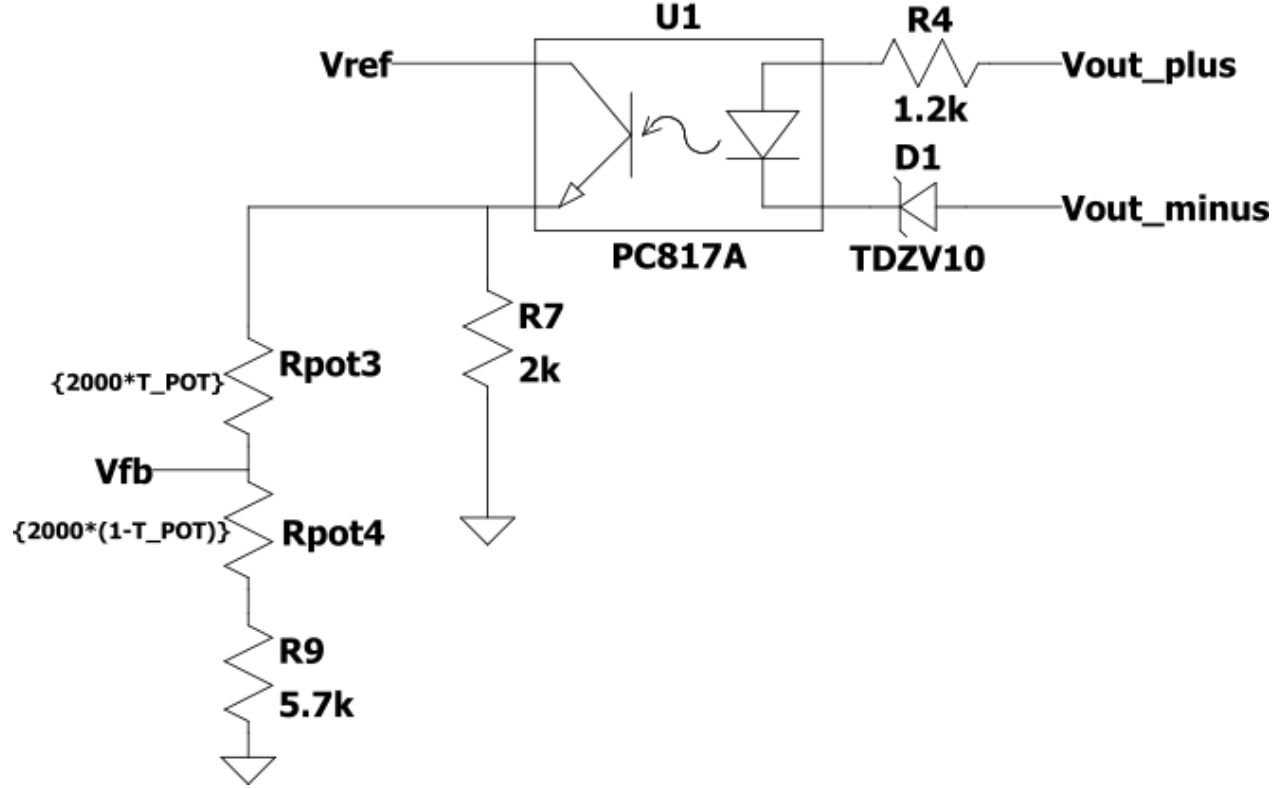 U1
R4
Vref
Vout_plus
1.2k
D1
Vout_minus
PC817A
TDZV10
R7
2k
Rpot3
{2000*T_POT}
Vfb
{2000*(1-T_POT)}
Rpot4
R9
5.7k